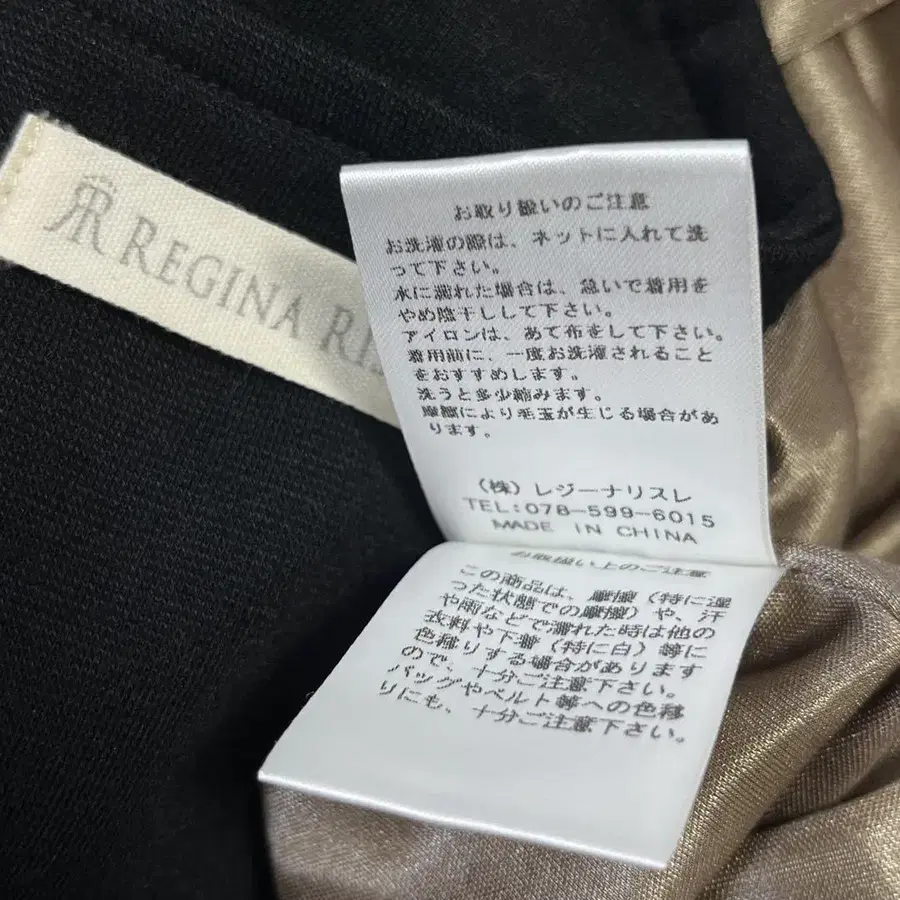 RR REGINA RIS
お取り扱いのご注意
お洗濯の際は、ネットに入れて洗
って下さい。
水に濡れた場合は、急いで着用を
やめ陰干しして下さい。
アイロンは、あて布をして下さい。
着用前に、一度お洗濯されること
をおすすめします。
洗うと多少縮みます。
摩擦により毛玉が生じる場合があ
ります。
(株)レジーナリスレ
TEL:078-599-6015
MADE IN CHINA
お取扱い上のご注意
この商品は、摩擦(特に湿
った状態での摩擦)や、汗
や雨などで濡れた時は他の
衣料や下着(特に白)等に
色移りする場合があります
ので、十分ご注意下さい。
バッグやベルト等への色移
りにも、十分ご注意下さい。